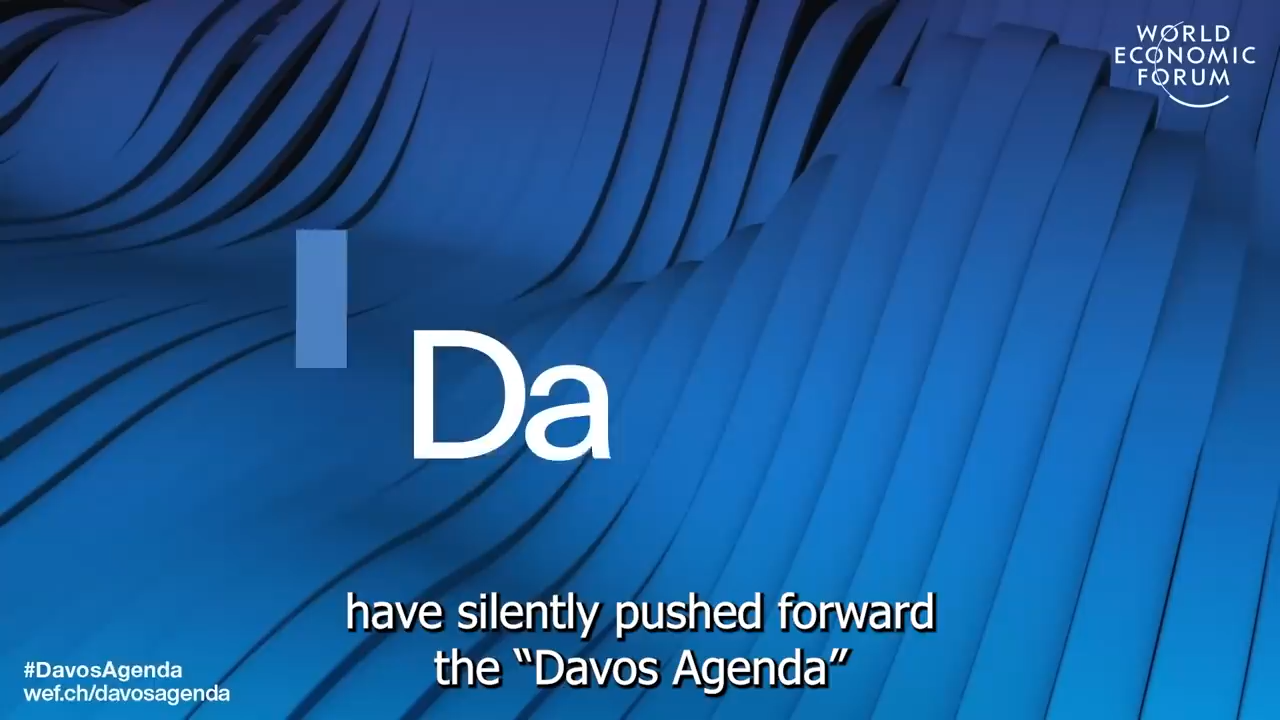 WORLD
ECONOMIC
FORUM
Da
have silently pushed forward
the “Davos Agenda”
#DavosAgenda
wef.ch/davosagenda